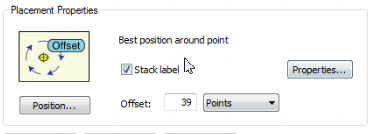 Placement Properties
Offset
Best position around point
Stack label
Properties...
Position...
Offset: 39 Points